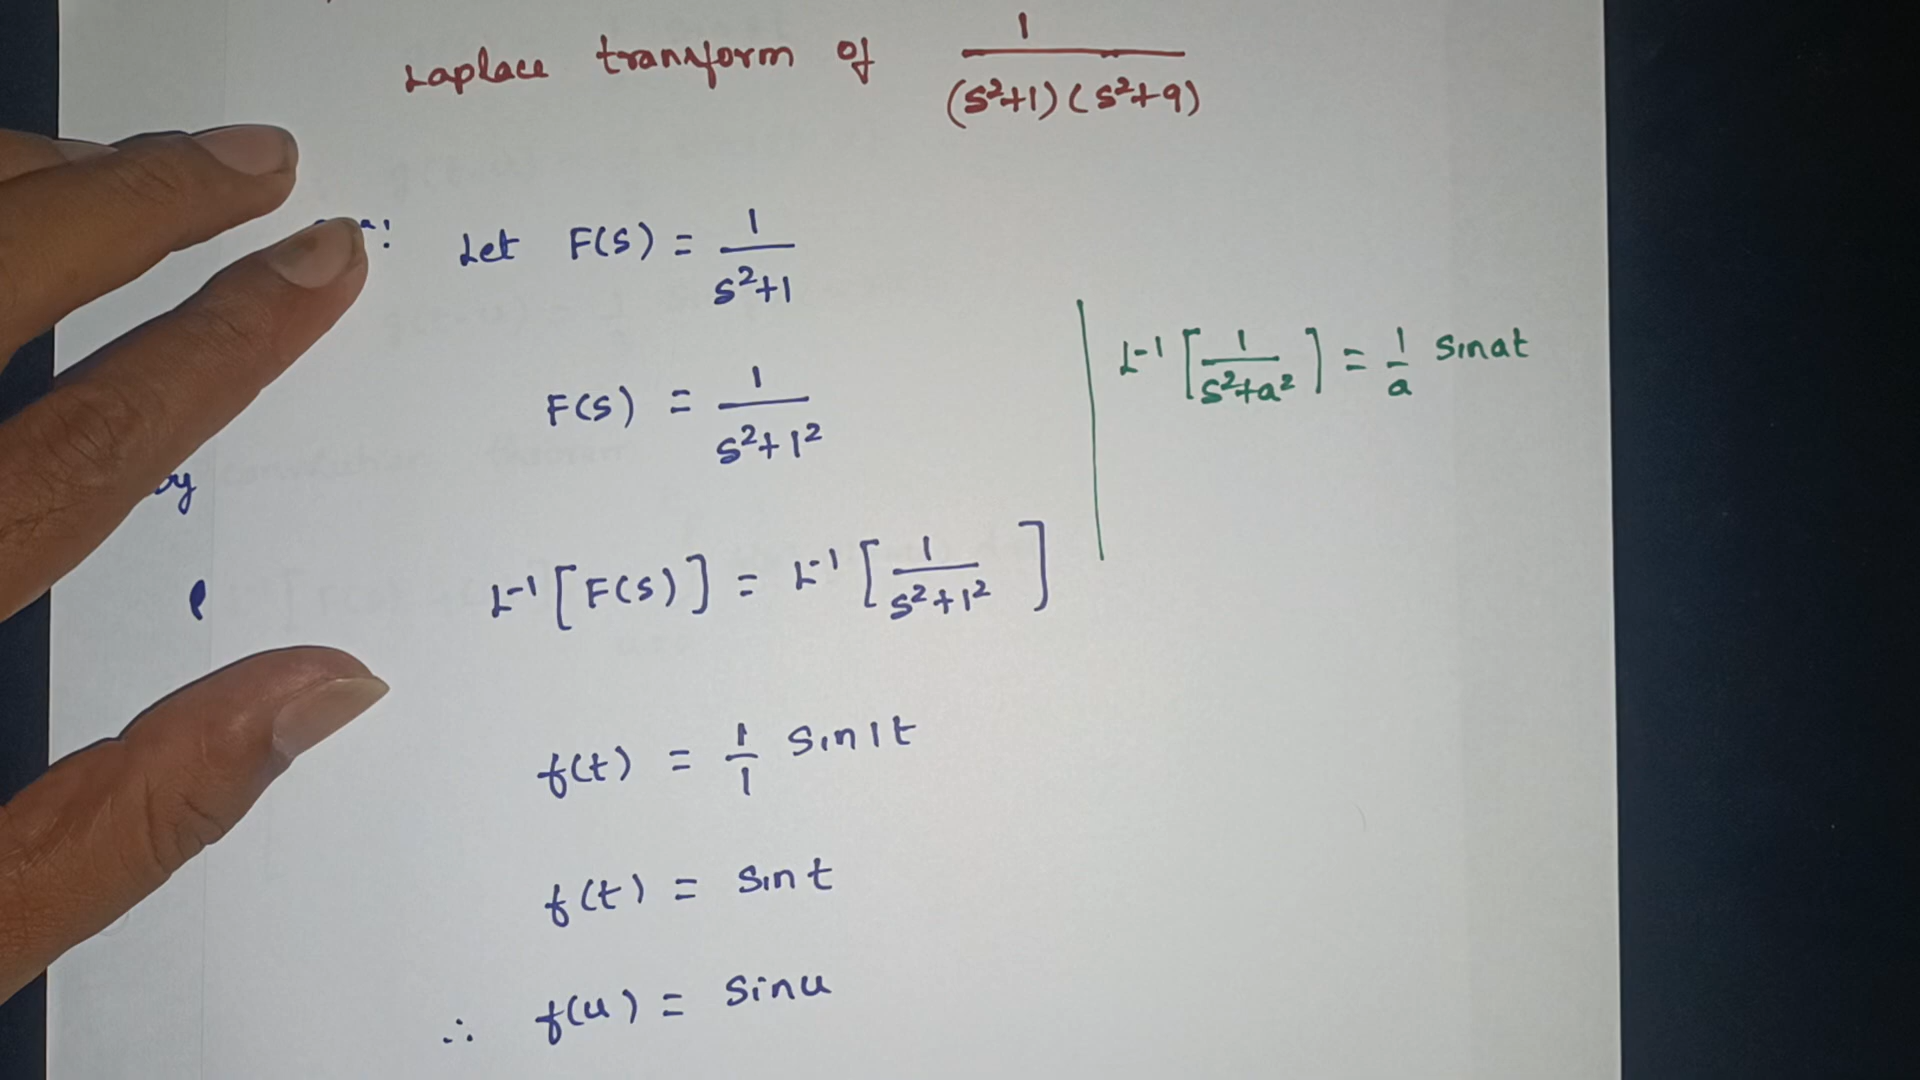 Laplace transform of 1/((s²+1)(s²+9))
Let F(s) = 1/(s²+1)
L⁻¹[1/(s²+a²)] = 1/a sinat
F(s) = 1/(s²+1²)
by
L⁻¹[F(s)] = L⁻¹[1/(s²+1²)]
f(t) = 1/1 sin1t
f(t) = sint
∴ f(u) = sinu